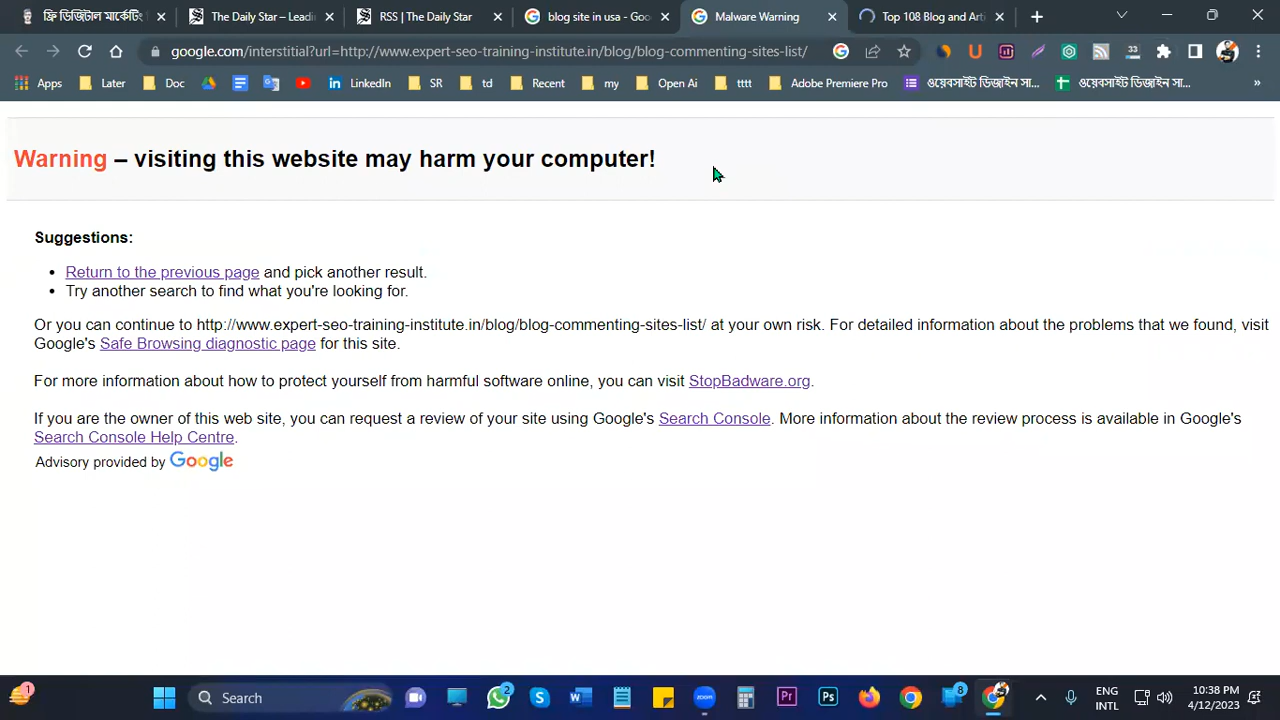 ফ্রি ডিজিটাল মার্কেটিং
The Daily Star – Leadi
RSS | The Daily Star
blog site in usa - Goo
Malware Warning
Top 108 Blog and Arti
google.com/interstitial?url=http://www.expert-seo-training-institute.in/blog/blog-commenting-sites-list/
33
Apps
Later
Doc
LinkedIn
SR
td
Recent
my
Open Ai
tttt
Adobe Premiere Pro
ওয়েবসাইট ডিজাইন সা...
ওয়েবসাইট ডিজাইন সা...
»
Warning – visiting this website may harm your computer!
Suggestions:
• Return to the previous page and pick another result.
• Try another search to find what you're looking for.
Or you can continue to http://www.expert-seo-training-institute.in/blog/blog-commenting-sites-list/ at your own risk. For detailed information about the problems that we found, visit
Google's Safe Browsing diagnostic page for this site.
For more information about how to protect yourself from harmful software online, you can visit StopBadware.org.
If you are the owner of this web site, you can request a review of your site using Google's Search Console. More information about the review process is available in Google's
Search Console Help Centre.
Advisory provided by Google
1
Search
2
zoom
Pr
Ps
8
ENG
INTL
10:38 PM
4/12/2023